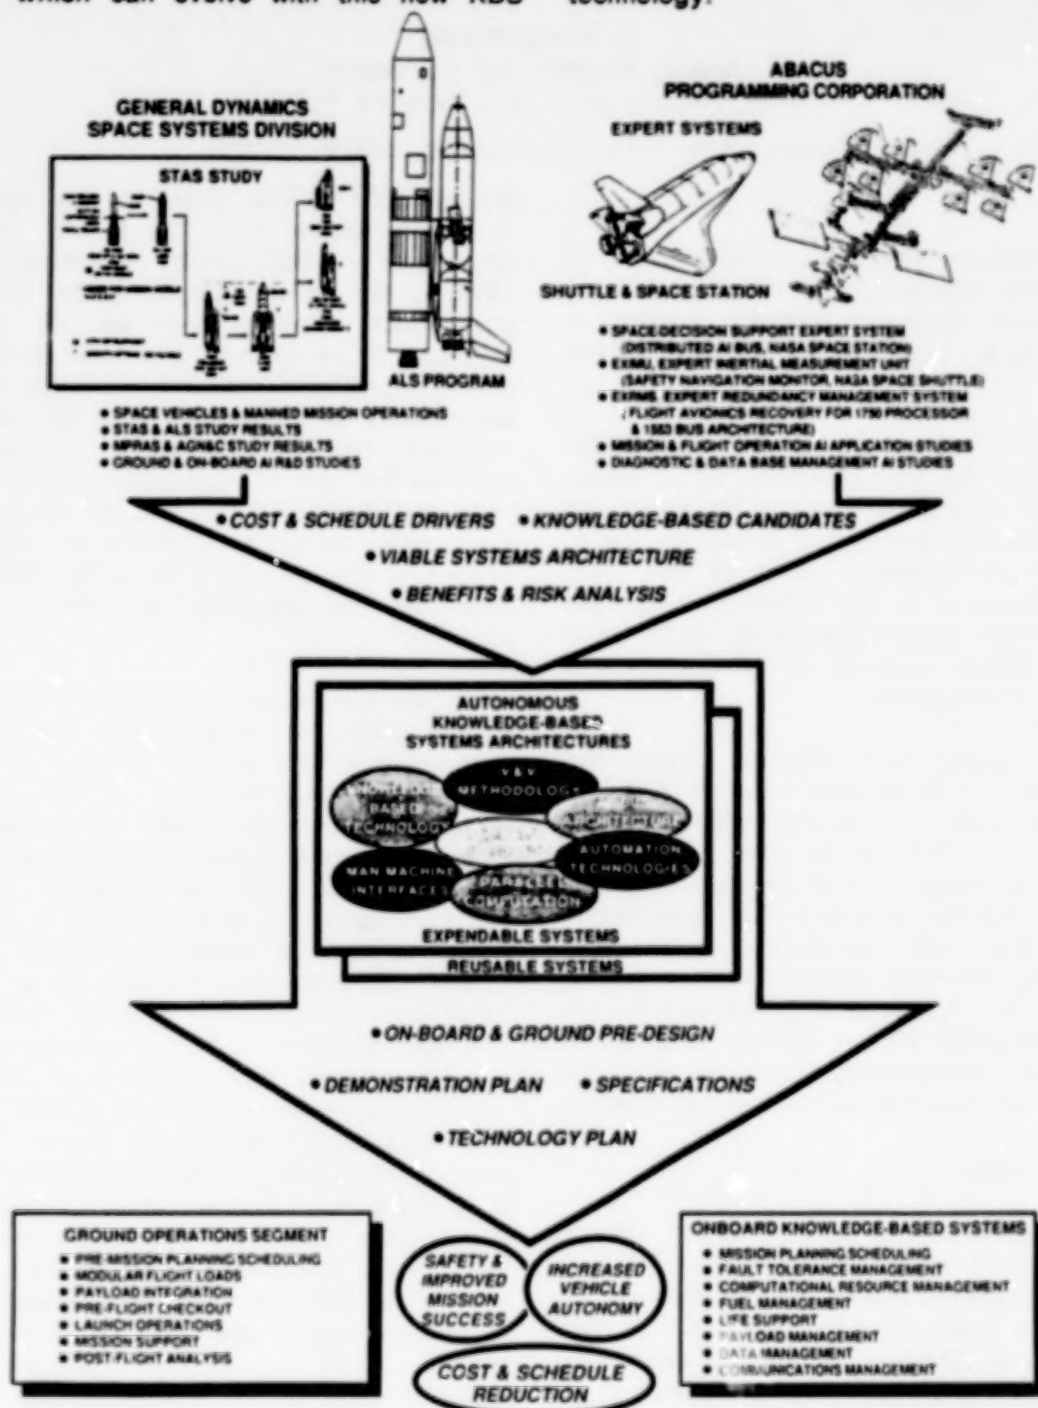 which can evolve with this new KBS technology.
GENERAL DYNAMICS
SPACE SYSTEMS DIVISION
STAS STUDY
ALS PROGRAM
• SPACE VEHICLES & MANNED MISSION OPERATIONS
• STAS & ALS STUDY RESULTS
• MPRAS & AGN&C STUDY RESULTS
• GROUND & ON-BOARD AI R&D STUDIES
ABACUS
PROGRAMMING CORPORATION
EXPERT SYSTEMS
SHUTTLE & SPACE STATION
• SPACE-DECISION SUPPORT EXPERT SYSTEM
(DISTRIBUTED AI BUS, NASA SPACE STATION)
• EXIMU, EXPERT INERTIAL MEASUREMENT UNIT
(SAFETY NAVIGATION MONITOR, NASA SPACE SHUTTLE)
• EXRMS, EXPERT REDUNDANCY MANAGEMENT SYSTEM
(FLIGHT AVIONICS RECOVERY FOR 1750 PROCESSOR
& 1553 BUS ARCHITECTURE)
• MISSION & FLIGHT OPERATION AI APPLICATION STUDIES
• DIAGNOSTIC & DATA BASE MANAGEMENT AI STUDIES
• COST & SCHEDULE DRIVERS • KNOWLEDGE-BASED CANDIDATES
• VIABLE SYSTEMS ARCHITECTURE
• BENEFITS & RISK ANALYSIS
AUTONOMOUS
KNOWLEDGE-BASED
SYSTEMS ARCHITECTURES
V & V
METHODOLOGY
KNOWLEDGE
BASED
TECHNOLOGY
ARCHITECTURE
AUTOMATION
TECHNOLOGIES
MAN MACHINE
INTERFACES
PARALLEL
COMPUTATION
EXPENDABLE SYSTEMS
REUSABLE SYSTEMS
• ON-BOARD & GROUND PRE-DESIGN
• DEMONSTRATION PLAN • SPECIFICATIONS
• TECHNOLOGY PLAN
GROUND OPERATIONS SEGMENT
• PRE-MISSION PLANNING SCHEDULING
• MODULAR FLIGHT LOADS
• PAYLOAD INTEGRATION
• PRE-FLIGHT CHECKOUT
• LAUNCH OPERATIONS
• MISSION SUPPORT
• POST-FLIGHT ANALYSIS
SAFETY &
IMPROVED
MISSION
SUCCESS
INCREASED
VEHICLE
AUTONOMY
COST & SCHEDULE
REDUCTION
ONBOARD KNOWLEDGE-BASED SYSTEMS
• MISSION PLANNING SCHEDULING
• FAULT TOLERANCE MANAGEMENT
• COMPUTATIONAL RESOURCE MANAGEMENT
• FUEL MANAGEMENT
• LIFE SUPPORT
• PAYLOAD MANAGEMENT
• DATA MANAGEMENT
• COMMUNICATIONS MANAGEMENT